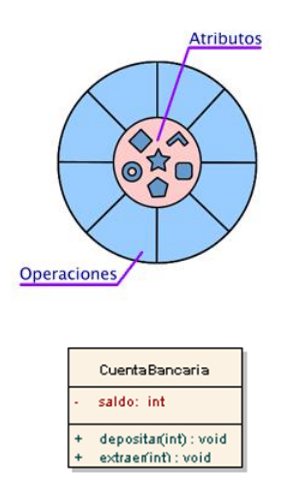 Atributos
Operaciones
CuentaBancaria
- saldo: int
+ depositar(int) : void
+ extraer(int) : void